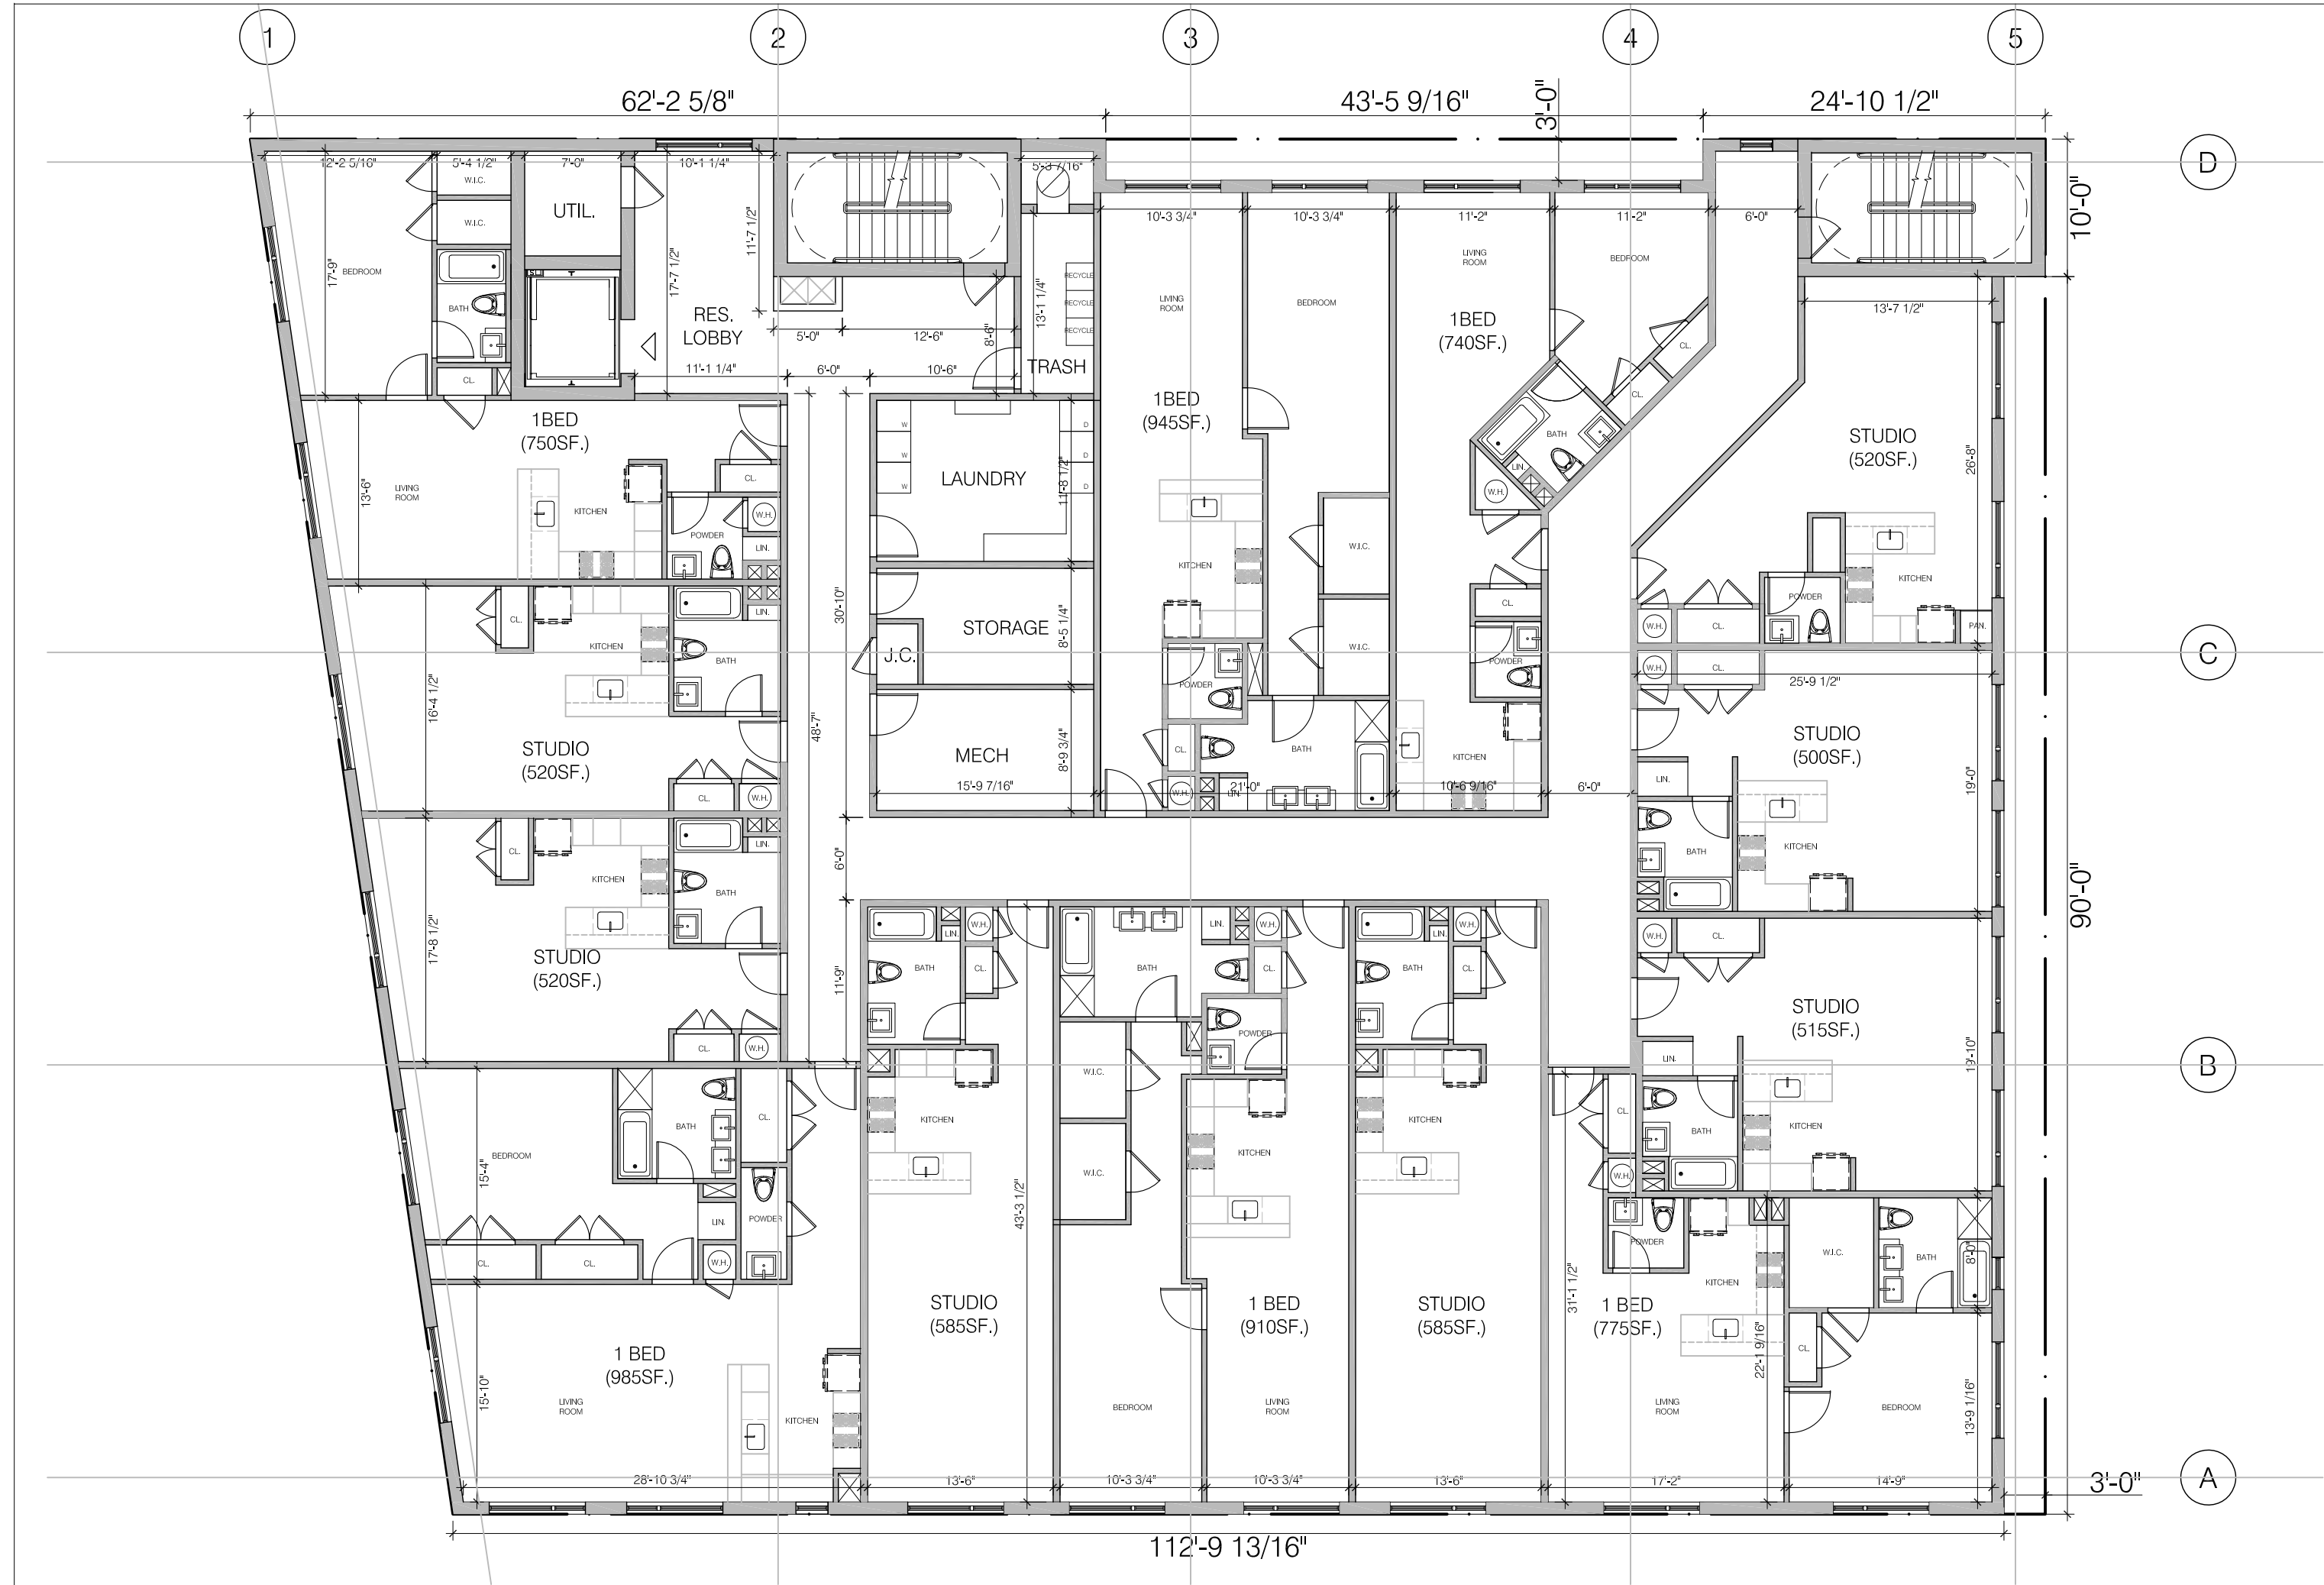 1
2
3
4
5
62'-2 5/8"
43'-5 9/16"
3'-0"
24'-10 1/2"
D
12'-2 5/16"
5'-4 1/2"
7'-0"
10'-1 1/4"
5'-3 7/16"
W.I.C.
UTIL.
W.I.C.
11'-7 1/2"
10'-3 3/4"
10'-3 3/4"
11'-2"
11'-2"
6'-0"
10'-0"
17'-9"
BEDROOM
17'-7 1/2"
LIVING
ROOM
BEDROOM
RECYCLE
RECYCLE
RECYCLE
13'-1 1/4"
8'-6"
BATH
RES.
LOBBY
5'-0"
12'-6"
LIVING
ROOM
BEDROOM
1BED
(740SF.)
13'-7 1/2"
CL.
11'-1 1/4"
6'-0"
10'-6"
TRASH
CL.
CL.
1BED
(750SF.)
1BED
(945SF.)
BATH
STUDIO
(520SF.)
26'-8"
W
W
W
LAUNDRY
D
D
D
11'-8 1/2"
LIN.
W.H.
CL.
13'-6"
LIVING
ROOM
KITCHEN
W.H.
POWDER
LIN.
KITCHEN
W.I.C.
KITCHEN
LIN.
CL.
KITCHEN
BATH
30'-10"
STORAGE
8'-5 1/4"
J.C.
W.I.C.
CL.
POWDER
POWDER
W.H.
CL.
PAN.
C
W.H.
CL.
25'-9 1/2"
POWDER
16'-4 1/2"
STUDIO
(520SF.)
48'-7"
MECH
8'-9 3/4"
15'-9 7/16"
CL.
BATH
KITCHEN
STUDIO
(500SF.)
LIN.
19'-0"
CL.
W.H.
W.H.
LIN.
21'-0"
10'-6 9/16"
6'-0"
LIN.
CL.
KITCHEN
BATH
6'-0"
BATH
KITCHEN
90'-0"
17'-8 1/2"
STUDIO
(520SF.)
11'-9"
W.H.
LIN.
BATH
CL.
LIN.
W.H.
BATH
CL.
W.H.
LIN.
BATH
CL.
W.H.
CL.
STUDIO
(515SF.)
CL.
W.H.
POWDER
LIN.
19'-10"
B
W.I.C.
CL.
BATH
CL.
KITCHEN
KITCHEN
KITCHEN
BATH
KITCHEN
BEDROOM
15'-4"
W.I.C.
W.H.
LIN.
POWDER
43'-3 1/2"
POWDER
W.I.C.
BATH
8'-0"
CL.
CL.
W.H.
31'-1 1/2"
KITCHEN
STUDIO
(585SF.)
1 BED
(910SF.)
STUDIO
(585SF.)
1 BED
(775SF.)
22'-1 9/16"
CL.
1 BED
(985SF.)
15'-10"
LIVING
ROOM
KITCHEN
BEDROOM
LIVING
ROOM
LIVING
ROOM
BEDROOM
13'-9 1/16"
28'-10 3/4"
13'-6"
10'-3 3/4"
10'-3 3/4"
13'-6"
17'-2"
14'-9"
3'-0"
A
112'-9 13/16"